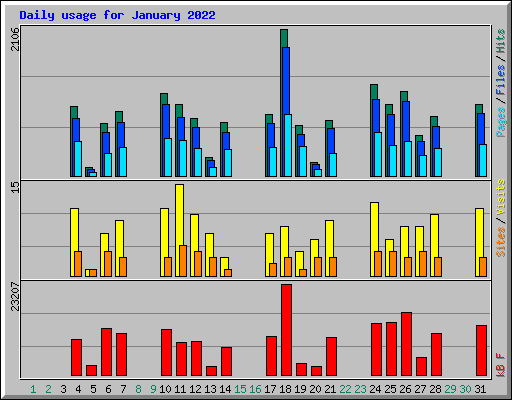 Daily usage for January 2022
2106
15
23207
Pages/Files/Hits
Sites/Visits
kB F
1 2 3 4 5 6 7 8 9 10 11 12 13 14 15 16 17 18 19 20 21 22 23 24 25 26 27 28 29 30 31